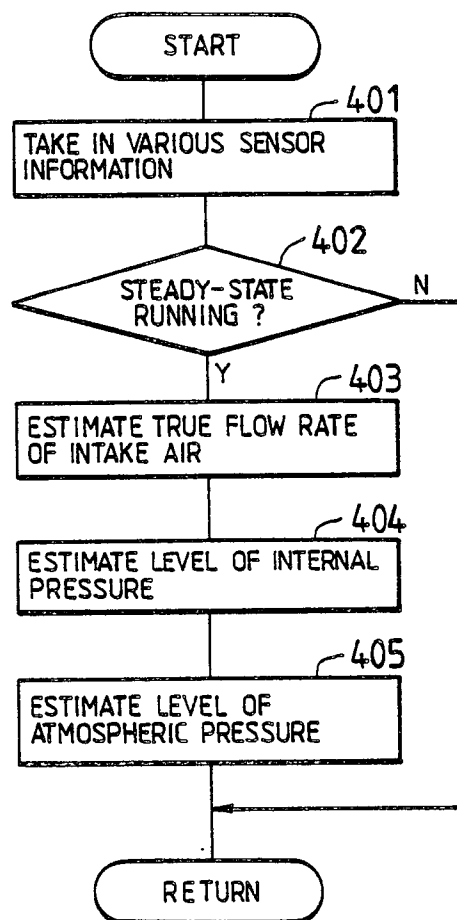 START
401
TAKE IN VARIOUS SENSOR
INFORMATION
402
STEADY-STATE
RUNNING ?
N
Y
403
ESTIMATE TRUE FLOW RATE
OF INTAKE AIR
404
ESTIMATE LEVEL OF INTERNAL
PRESSURE
405
ESTIMATE LEVEL OF
ATMOSPHERIC PRESSURE
RETURN